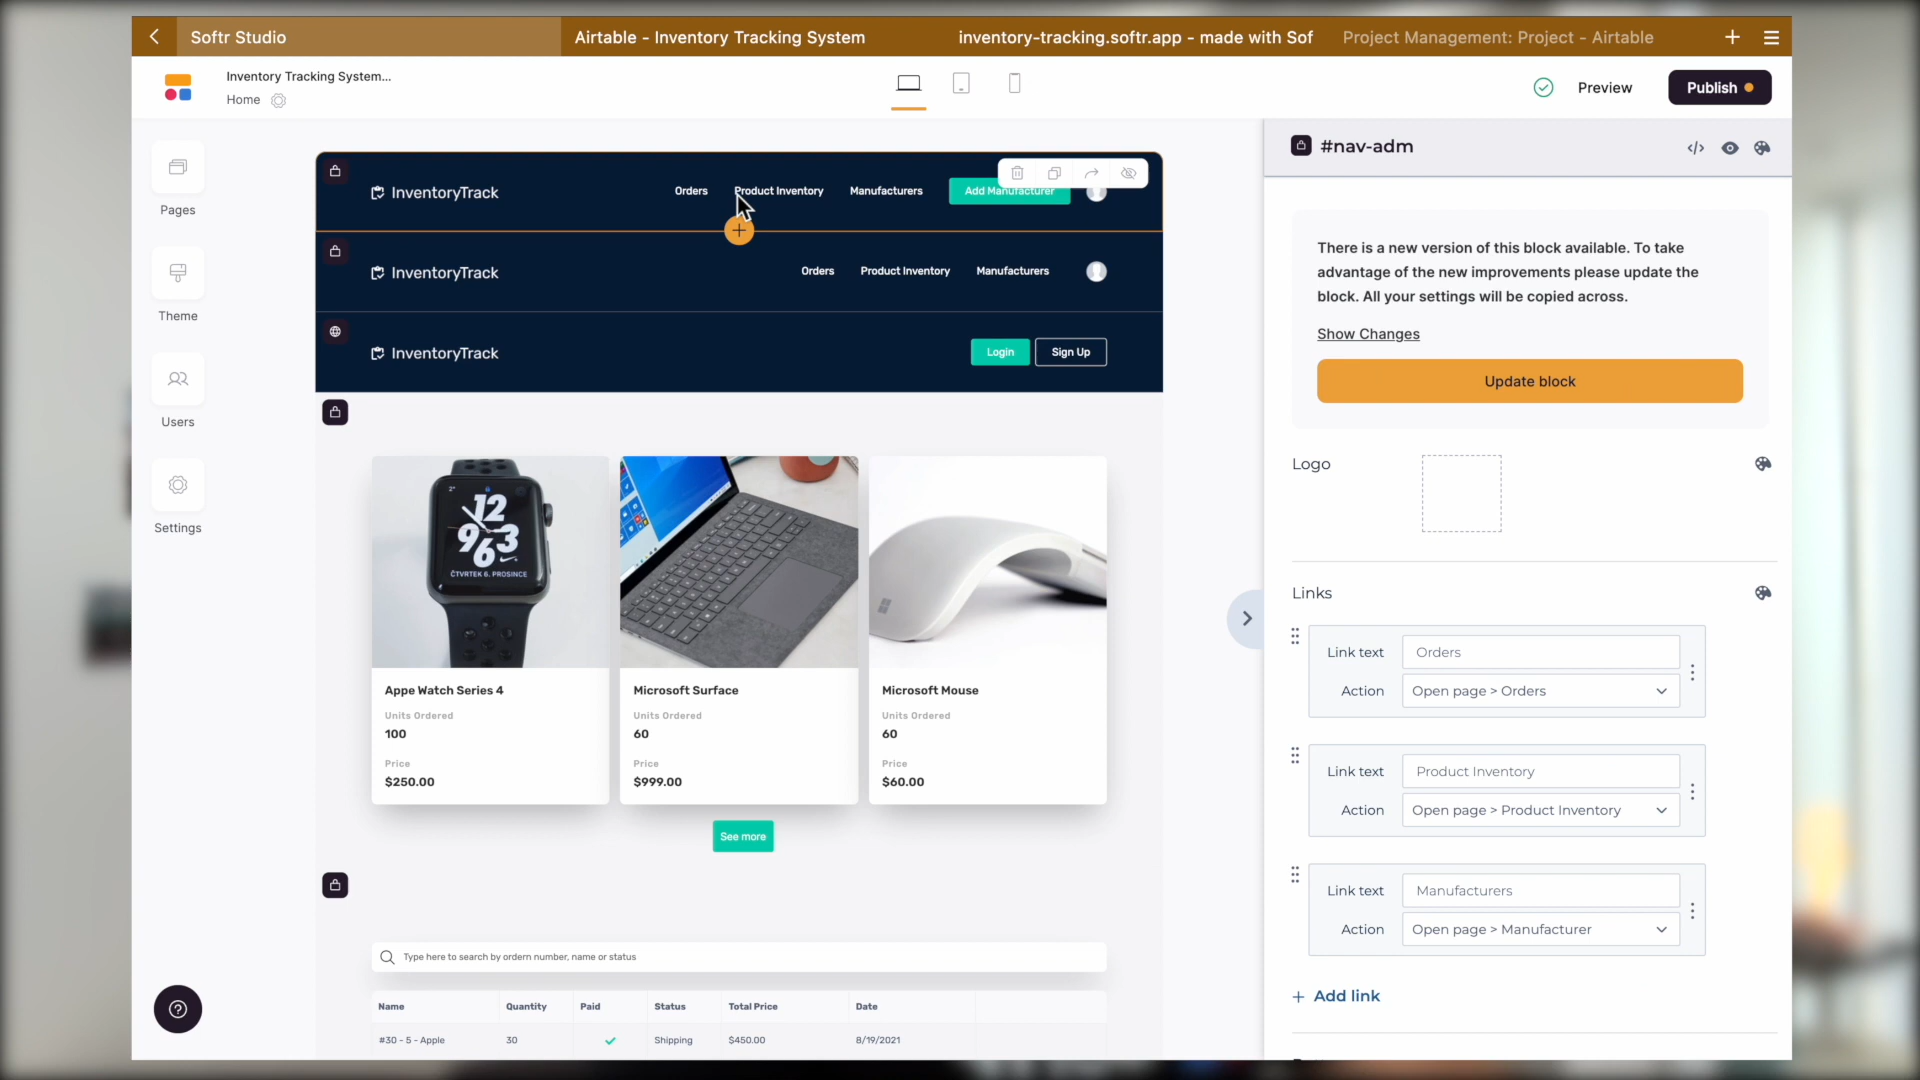 Softr Studio
Airtable - Inventory Tracking System
inventory-tracking.softr.app - made with Sof
Project Management: Project - Airtable
Inventory Tracking System...
Home
Preview
Publish
Pages
Theme
Users
Settings
InventoryTrack
Orders
Product Inventory
Manufacturers
Add Manufacturer
InventoryTrack
Orders
Product Inventory
Manufacturers
InventoryTrack
Login
Sign Up
12
963
ČTVRTEK 6. PROSINCE
Appe Watch Series 4
Units Ordered
100
Price
$250.00
Microsoft Surface
Units Ordered
60
Price
$999.00
Microsoft Mouse
Units Ordered
60
Price
$60.00
See more
Type here to search by ordern number, name or status
Name Quantity Paid Status Total Price Date
#30 - 5 - Apple 30 Shipping $450.00 8/19/2021
#nav-adm
There is a new version of this block available. To take
advantage of the new improvements please update the
block. All your settings will be copied across.
Show Changes
Update block
Logo
Links
Link text Orders
Action Open page > Orders
Link text Product Inventory
Action Open page > Product Inventory
Link text Manufacturers
Action Open page > Manufacturer
+ Add link